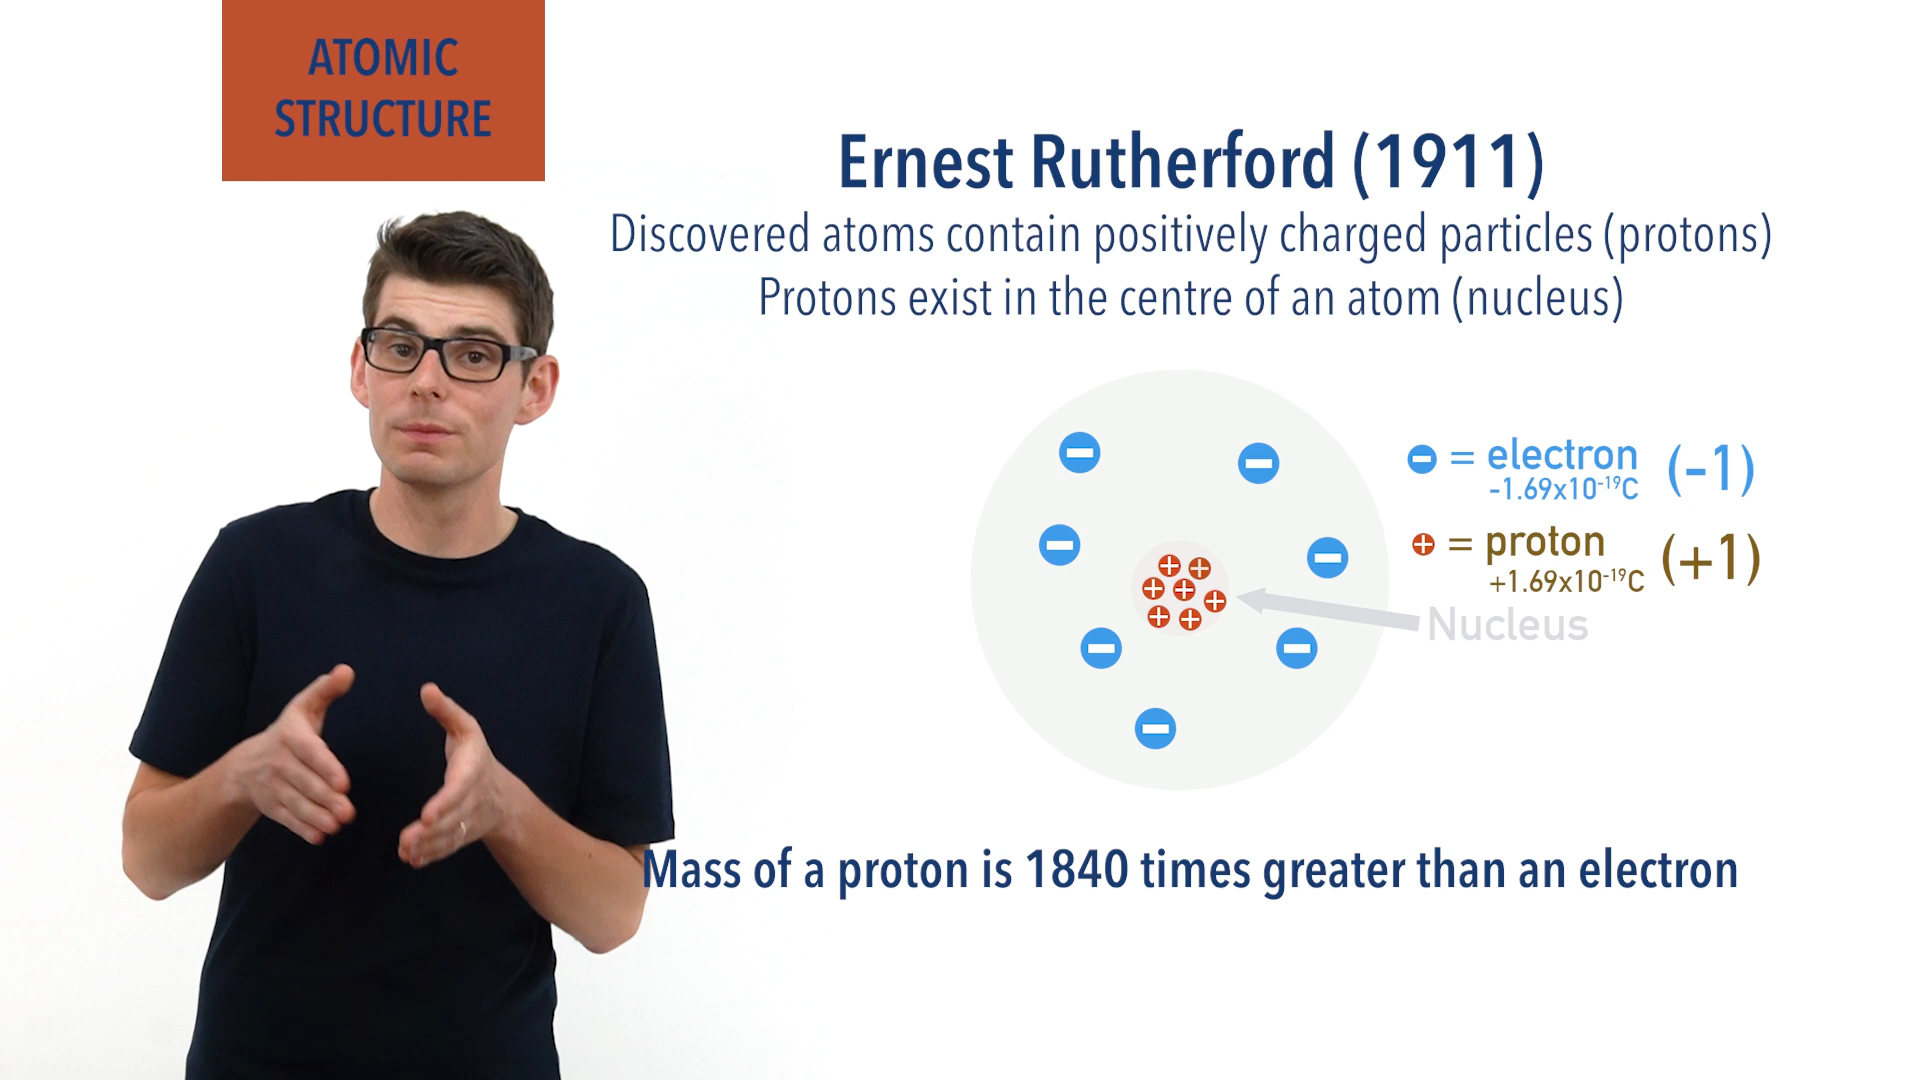 ATOMIC
STRUCTURE
Ernest Rutherford (1911)
Discovered atoms contain positively charged particles (protons)
Protons exist in the centre of an atom (nucleus)
= electron (-1)
-1.69x10⁻¹⁹C
= proton (+1)
+1.69x10⁻¹⁹C
Nucleus
Mass of a proton is 1840 times greater than an electron